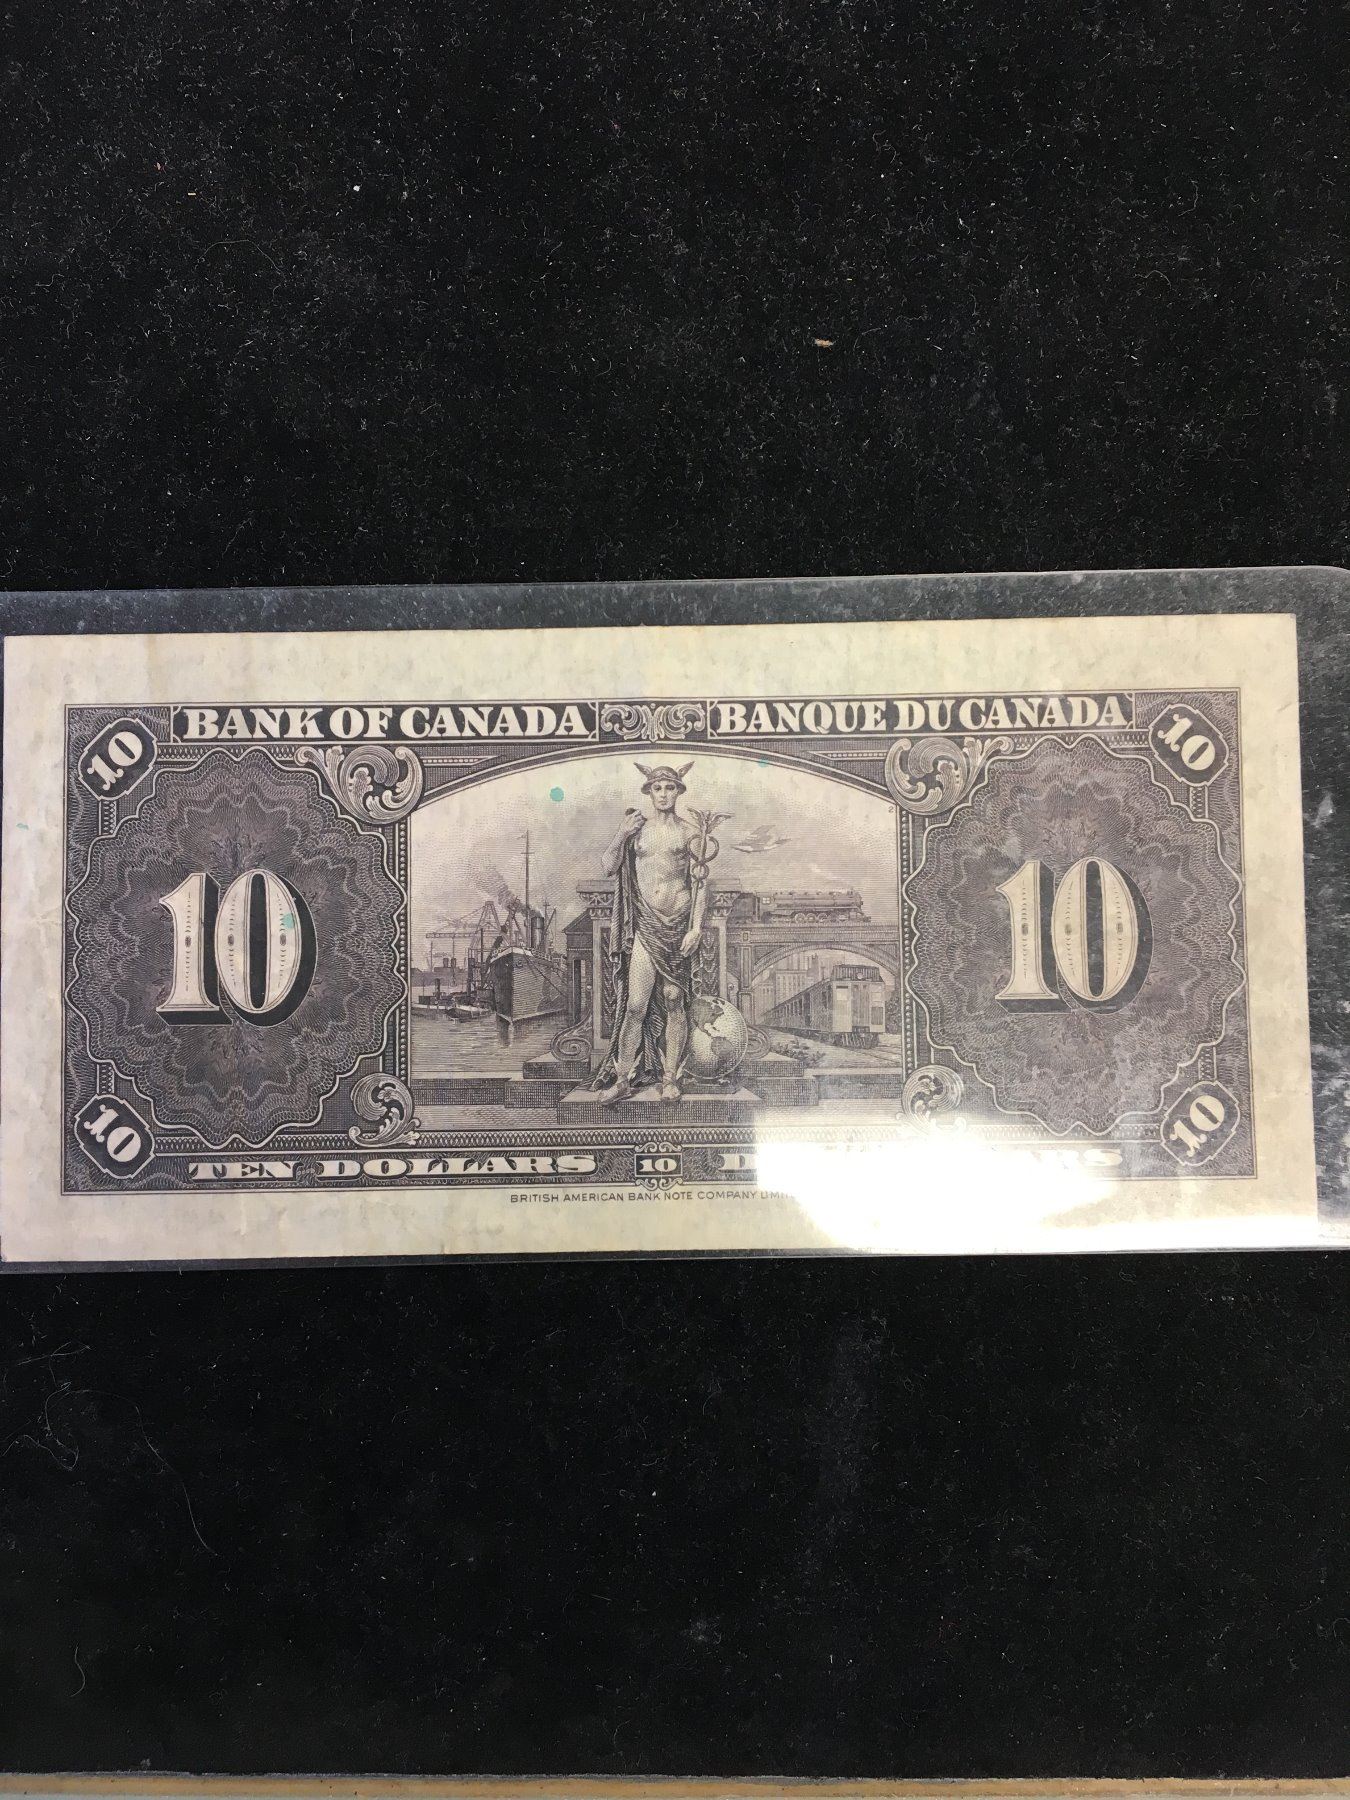 BANK OF CANADA BANQUE DU CANADA
10 10
2
10 10
10 10
TEN DOLLARS 10
BRITISH AMERICAN BANK NOTE COMPANY